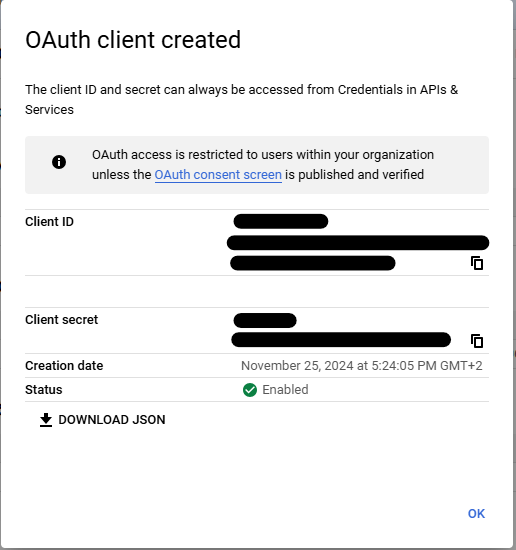 OAuth client created
The client ID and secret can always be accessed from Credentials in APIs &
Services
OAuth access is restricted to users within your organization
unless the OAuth consent screen is published and verified
Client ID
Client secret
Creation date November 25, 2024 at 5:24:05 PM GMT+2
Status Enabled
DOWNLOAD JSON
OK